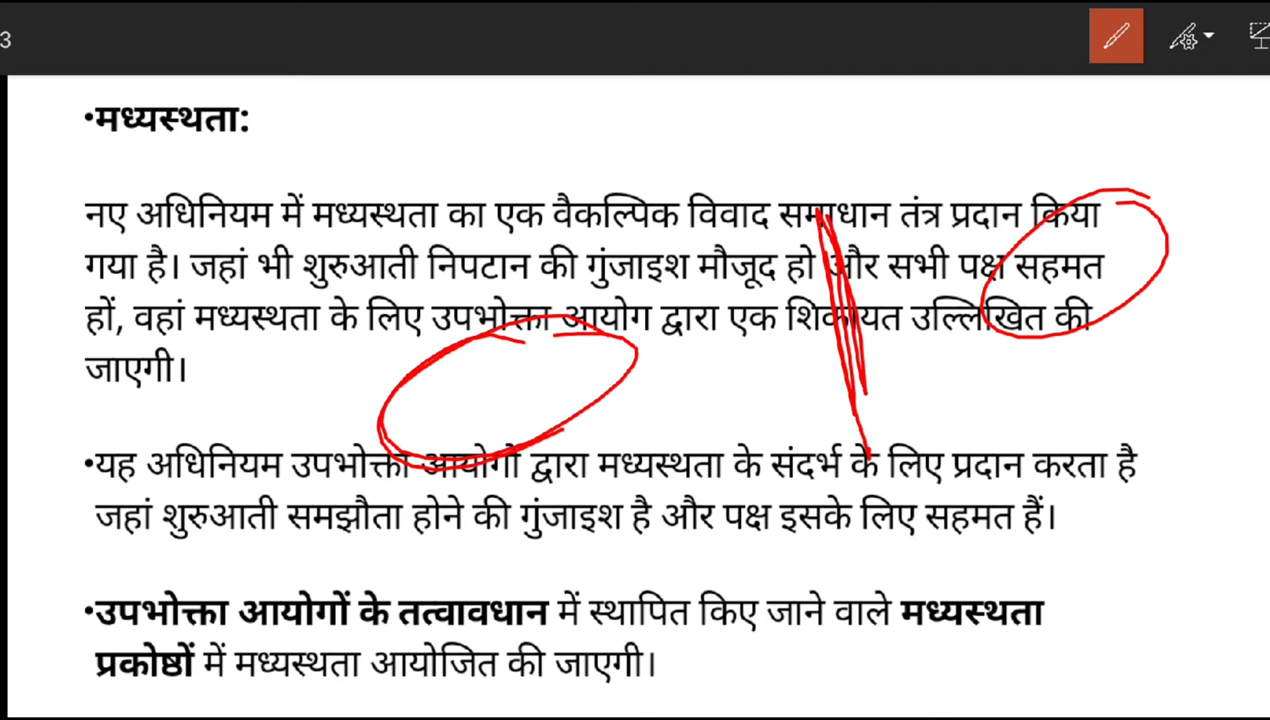 3
•मध्यस्थता:
नए अधिनियम में मध्यस्थता का एक वैकल्पिक विवाद समाधान तंत्र प्रदान किया
गया है। जहां भी शुरुआती निपटान की गुंजाइश मौजूद हो और सभी पक्ष सहमत
हों, वहां मध्यस्थता के लिए उपभोक्ता आयोग द्वारा एक शिकायत उल्लिखित की
जाएगी।
•यह अधिनियम उपभोक्ता आयोगों द्वारा मध्यस्थता के संदर्भ के लिए प्रदान करता है
जहां शुरुआती समझौता होने की गुंजाइश है और पक्ष इसके लिए सहमत हैं।
•उपभोक्ता आयोगों के तत्वावधान में स्थापित किए जाने वाले मध्यस्थता
प्रकोष्ठों में मध्यस्थता आयोजित की जाएगी।